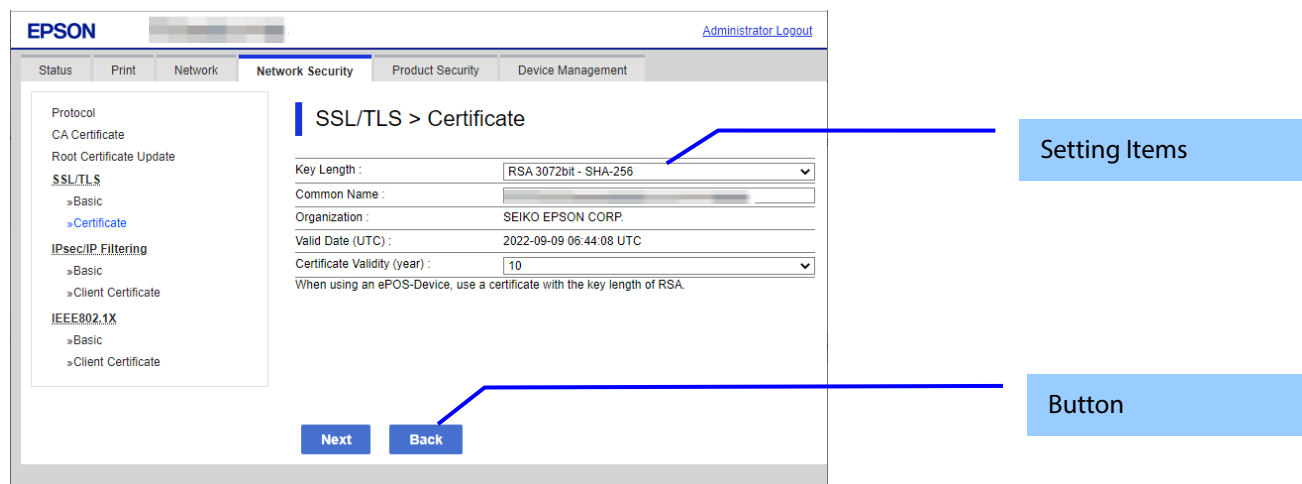 EPSON
Administrator Logout
Status Print Network Network Security Product Security Device Management
Protocol
CA Certificate
Root Certificate Update
SSL/TLS
»Basic
»Certificate
IPsec/IP Filtering
»Basic
»Client Certificate
IEEE802.1X
»Basic
»Client Certificate
SSL/TLS > Certificate
Key Length : RSA 3072bit - SHA-256
Common Name :
Organization : SEIKO EPSON CORP.
Valid Date (UTC) : 2022-09-09 06:44:08 UTC
Certificate Validity (year) : 10
When using an ePOS-Device, use a certificate with the key length of RSA.
Next Back
Setting Items
Button